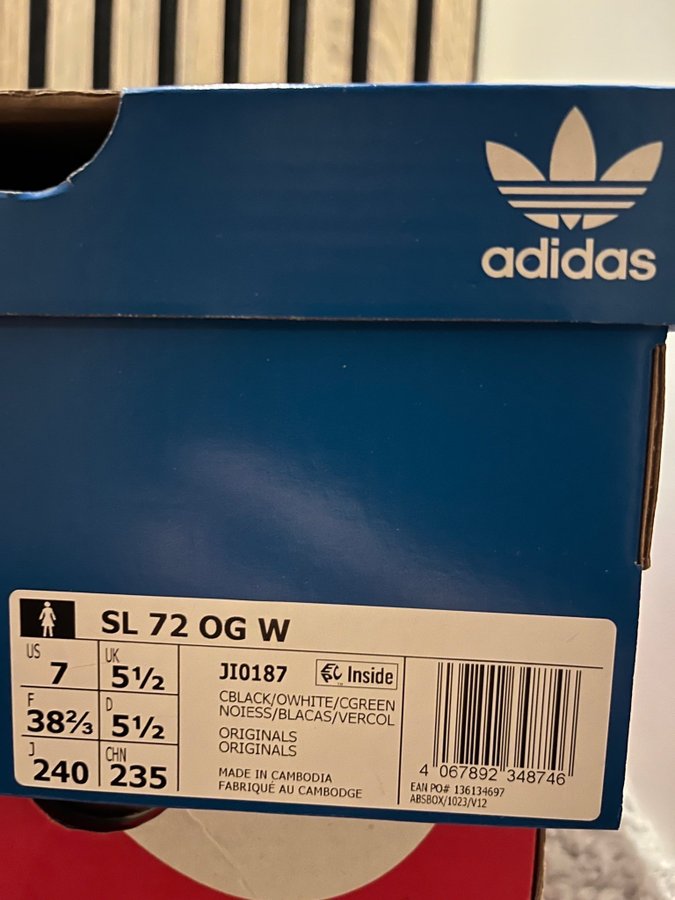 adidas
SL 72 OG W
US 7 UK 5½
F 38⅔ D 5½
J 240 CHN 235
JI0187 Inside
CBLACK/OWHITE/CGREEN
NOIESS/BLACAS/VERCOL
ORIGINALS
ORIGINALS
MADE IN CAMBODIA
FABRIQUÉ AU CAMBODGE
4 067892 348746
EAN PO# 136134697
ABSBOX/1023/V12